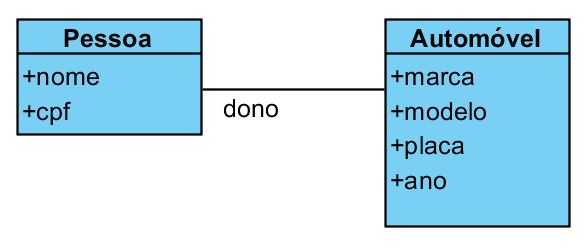 Pessoa
+nome
+cpf
dono
Automóvel
+marca
+modelo
+placa
+ano